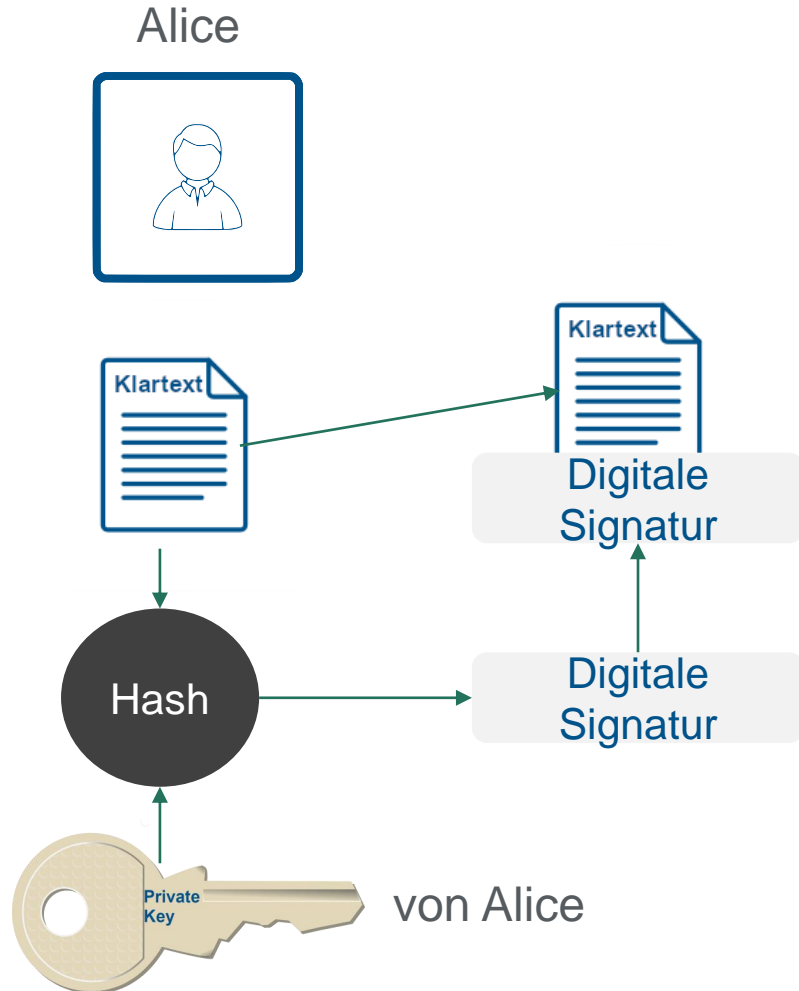 Alice
Klartext
Klartext
Digitale
Signatur
Hash
Digitale
Signatur
Private
Key
von Alice